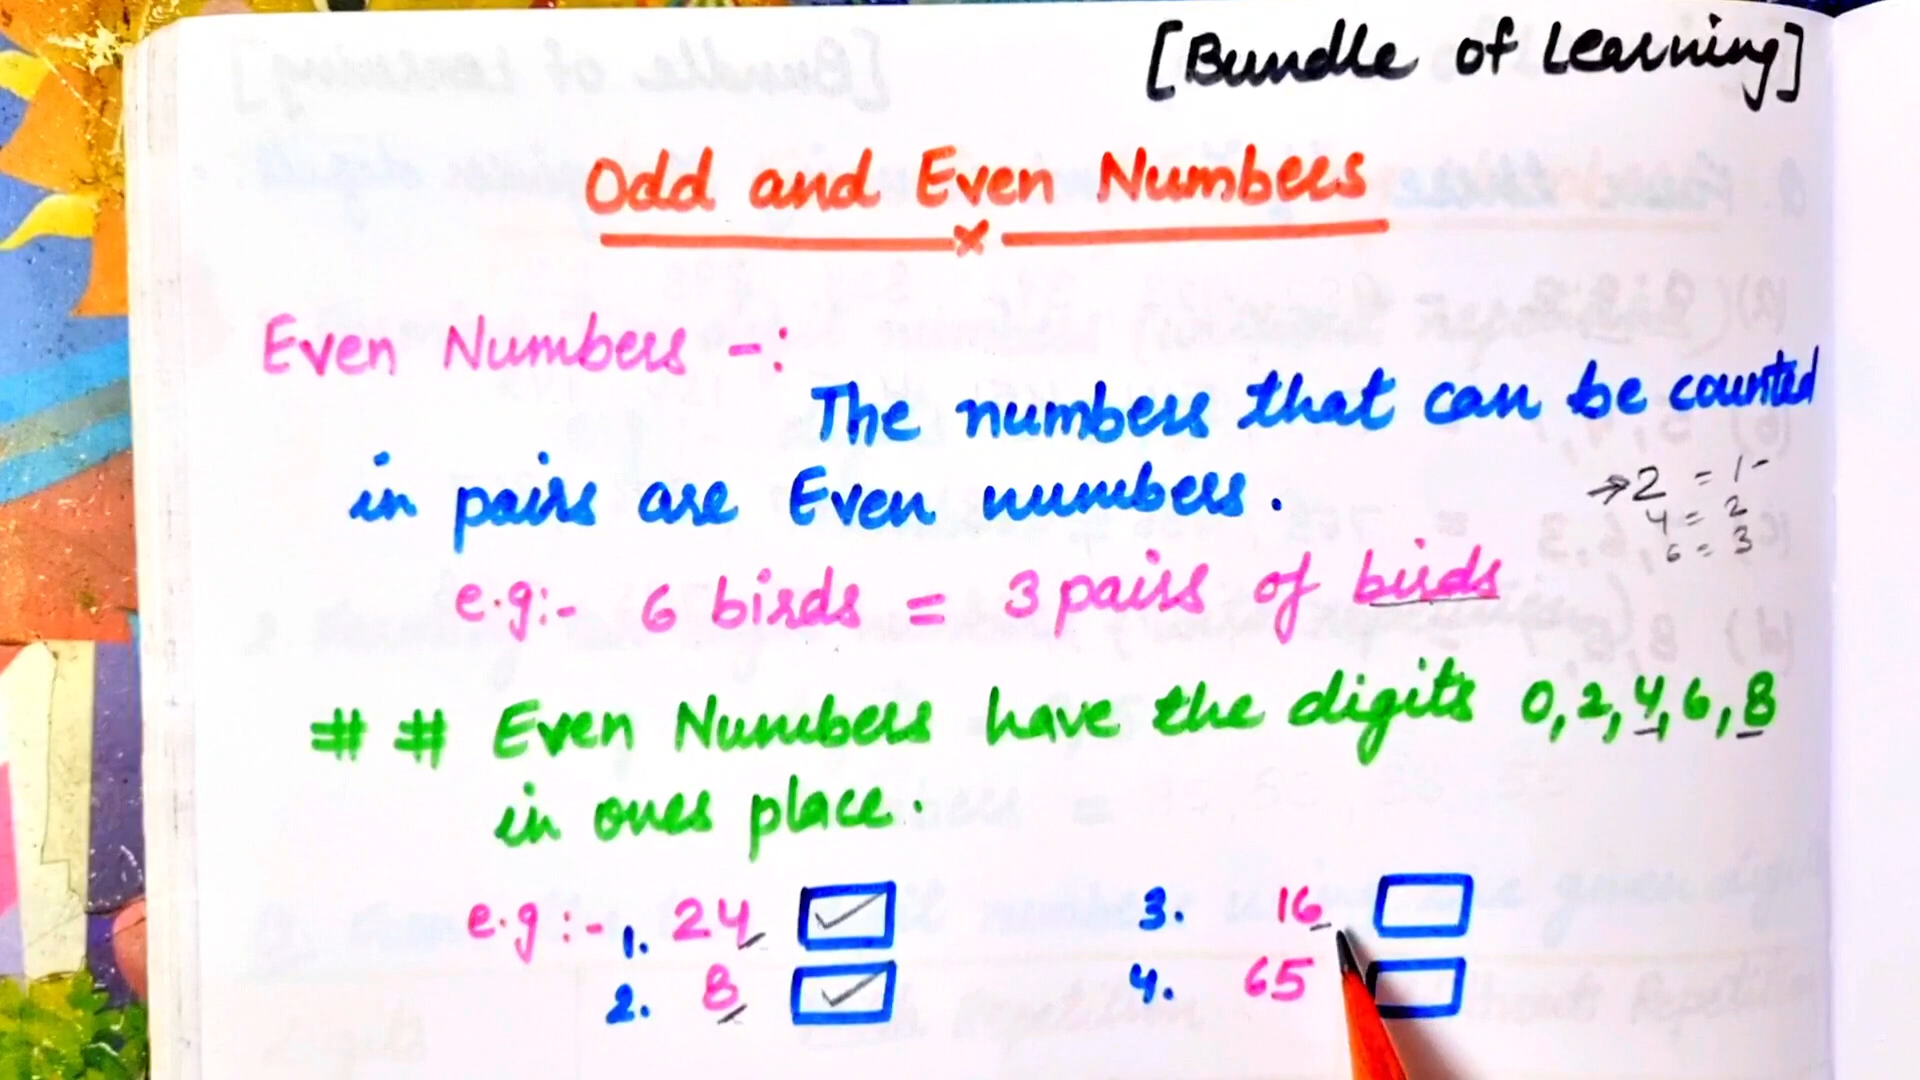 [Bundle of Learning]
Odd and Even Numbers
Even Numbers -:
The numbers that can be counted
in pairs are Even numbers.
→ 2 = 1-
4 = 2
6 = 3
e.g:- 6 birds = 3 pairs of birds
# # Even Numbers have the digits 0,2,4,6,8
in ones place.
e.g :- 1. 24 3. 16
2. 8 4. 65